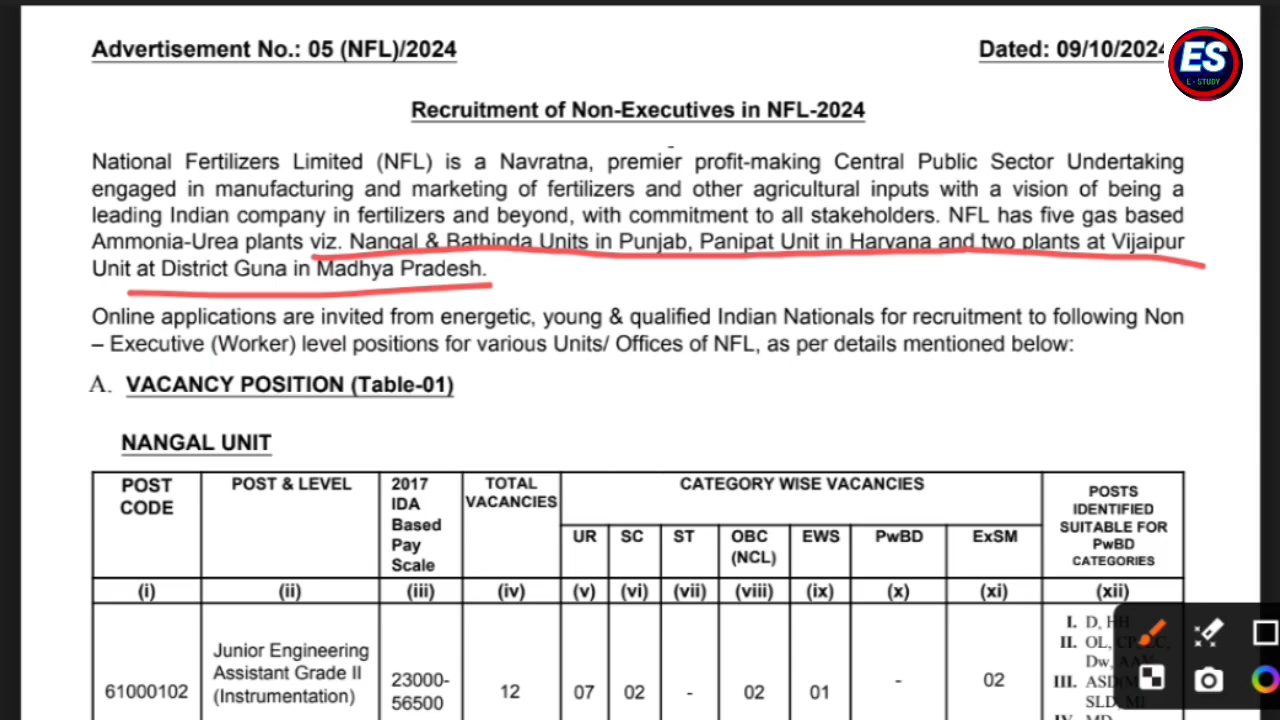 Advertisement No.: 05 (NFL)/2024
Dated: 09/10/2024
ES
E - STUDY
Recruitment of Non-Executives in NFL-2024
National Fertilizers Limited (NFL) is a Navratna, premier profit-making Central Public Sector Undertaking
engaged in manufacturing and marketing of fertilizers and other agricultural inputs with a vision of being a
leading Indian company in fertilizers and beyond, with commitment to all stakeholders. NFL has five gas based
Ammonia-Urea plants viz. Nangal & Bathinda Units in Punjab, Panipat Unit in Haryana and two plants at Vijaipur
Unit at District Guna in Madhya Pradesh.
Online applications are invited from energetic, young & qualified Indian Nationals for recruitment to following Non
– Executive (Worker) level positions for various Units/ Offices of NFL, as per details mentioned below:
A. VACANCY POSITION (Table-01)
NANGAL UNIT
POST CODE
POST & LEVEL
2017 IDA Based Pay Scale
TOTAL VACANCIES
CATEGORY WISE VACANCIES
POSTS IDENTIFIED SUITABLE FOR PwBD CATEGORIES
UR SC ST OBC (NCL) EWS PwBD ExSM
(i) (ii) (iii) (iv) (v) (vi) (vii) (viii) (ix) (x) (xi) (xii)
61000102
Junior Engineering
Assistant Grade II
(Instrumentation)
23000-
56500
12 07 02 - 02 01 - 02
I. D, HH
II. OL,
Dw,
III.
SLD,